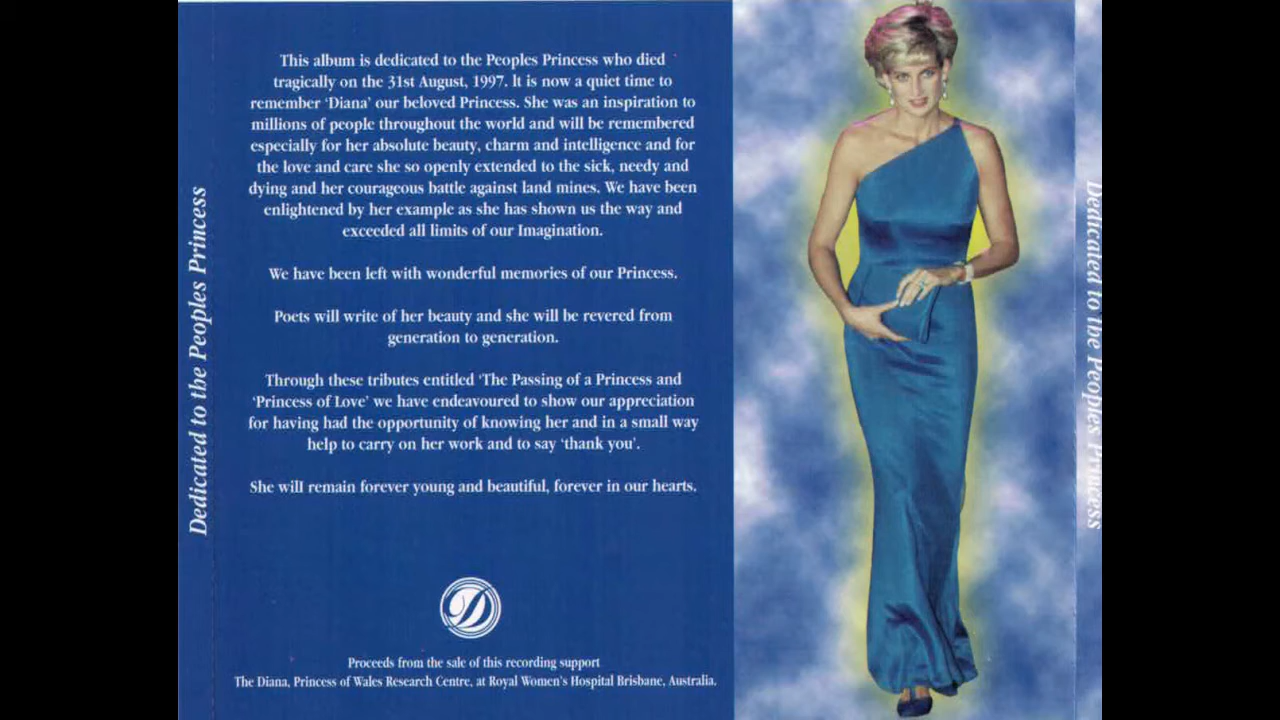 Dedicated to the Peoples Princess
This album is dedicated to the Peoples Princess who died
tragically on the 31st August, 1997. It is now a quiet time to
remember ‘Diana’ our beloved Princess. She was an inspiration to
millions of people throughout the world and will be remembered
especially for her absolute beauty, charm and intelligence and for
the love and care she so openly extended to the sick, needy and
dying and her courageous battle against land mines. We have been
enlightened by her example as she has shown us the way and
exceeded all limits of our Imagination.
We have been left with wonderful memories of our Princess.
Poets will write of her beauty and she will be revered from
generation to generation.
Through these tributes entitled ‘The Passing of a Princess and
‘Princess of Love’ we have endeavoured to show our appreciation
for having had the opportunity of knowing her and in a small way
help to carry on her work and to say ‘thank you’.
She will remain forever young and beautiful, forever in our hearts.
D
Proceeds from the sale of this recording support
The Diana, Princess of Wales Research Centre, at Royal Women’s Hospital Brisbane, Australia.
Dedicated to the Peoples Princess